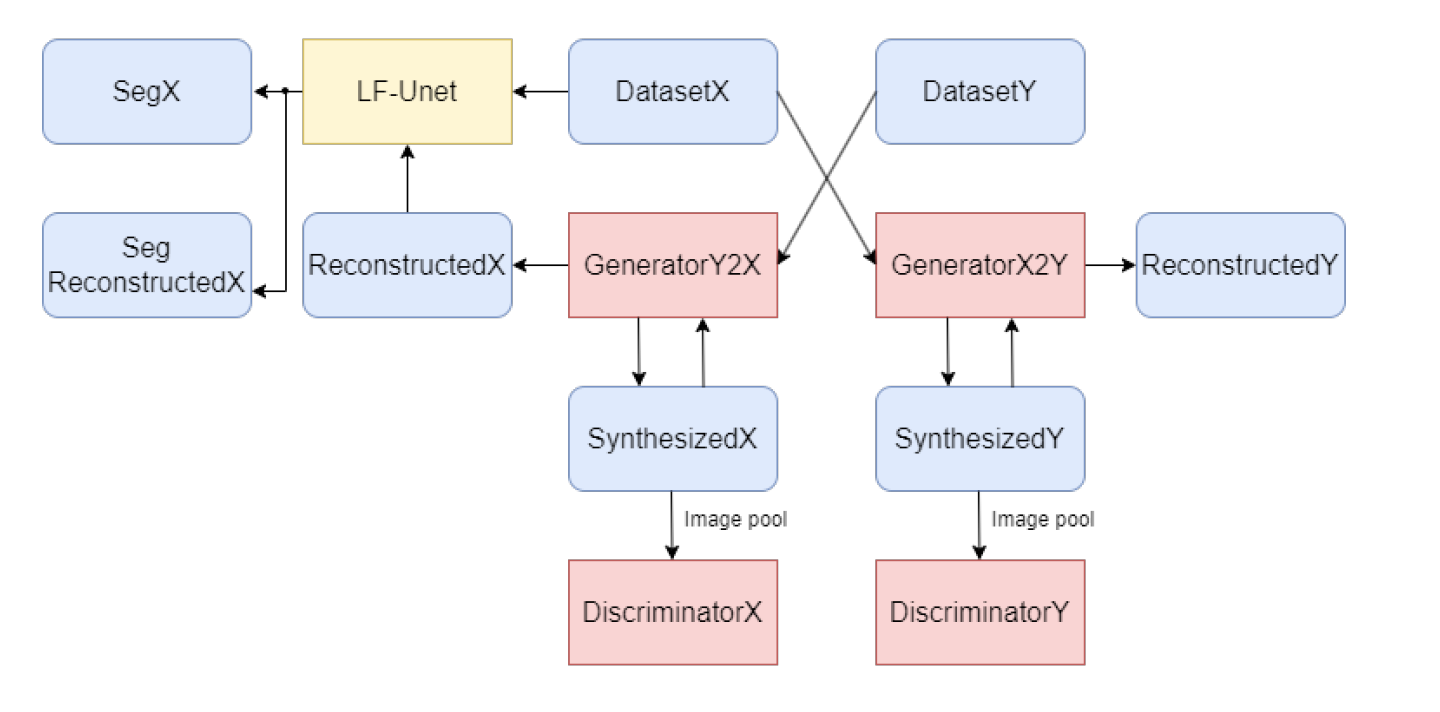 SegX
LF-Unet
DatasetX
DatasetY
Seg
ReconstructedX
ReconstructedX
GeneratorY2X
GeneratorX2Y
ReconstructedY
SynthesizedX
SynthesizedY
Image pool
Image pool
DiscriminatorX
DiscriminatorY